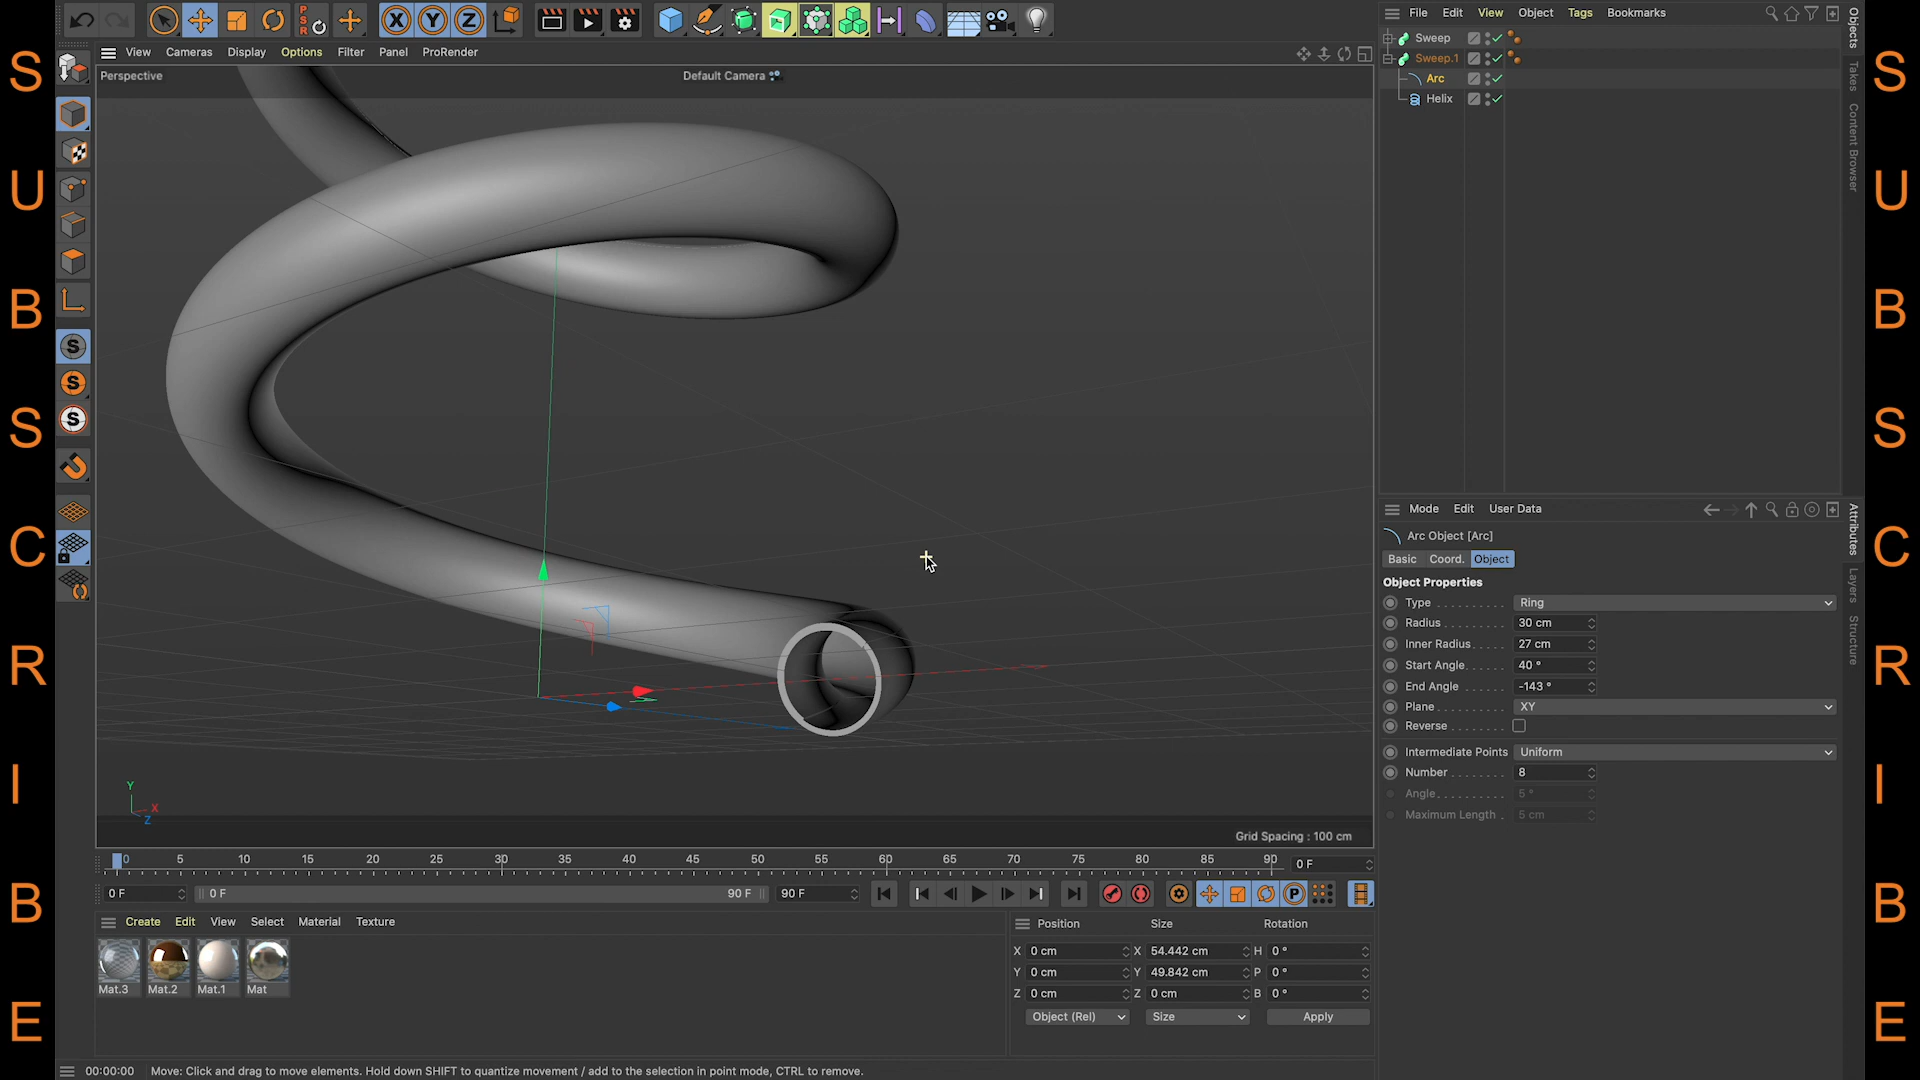 File Edit View Object Tags Bookmarks
View Cameras Display Options Filter Panel ProRender
Perspective
Default Camera
Sweep
Sweep.1
Arc
Helix
Objects
Takes
Content Browser
Attributes
Layers
Structure
Mode Edit User Data
Arc Object [Arc]
Basic Coord. Object
Object Properties
Type Ring
Radius 30 cm
Inner Radius 27 cm
Start Angle 40 °
End Angle -143 °
Plane XY
Reverse
Intermediate Points Uniform
Number 8
Angle 5 °
Maximum Length 5 cm
Y
X
Z
Grid Spacing : 100 cm
0 5 10 15 20 25 30 35 40 45 50 55 60 65 70 75 80 85 90 0 F
0 F 0 F 90 F 90 F
Create Edit View Select Material Texture
Mat.3 Mat.2 Mat.1 Mat
Position Size Rotation
X 0 cm X 54.442 cm H 0 °
Y 0 cm Y 49.842 cm P 0 °
Z 0 cm Z 0 cm B 0 °
Object (Rel) Size Apply
00:00:00 Move: Click and drag to move elements. Hold down SHIFT to quantize movement / add to the selection in point mode, CTRL to remove.
X Y Z
PSR
S
S
S
P
S
U
B
S
C
R
I
B
E
S
U
B
S
C
R
I
B
E